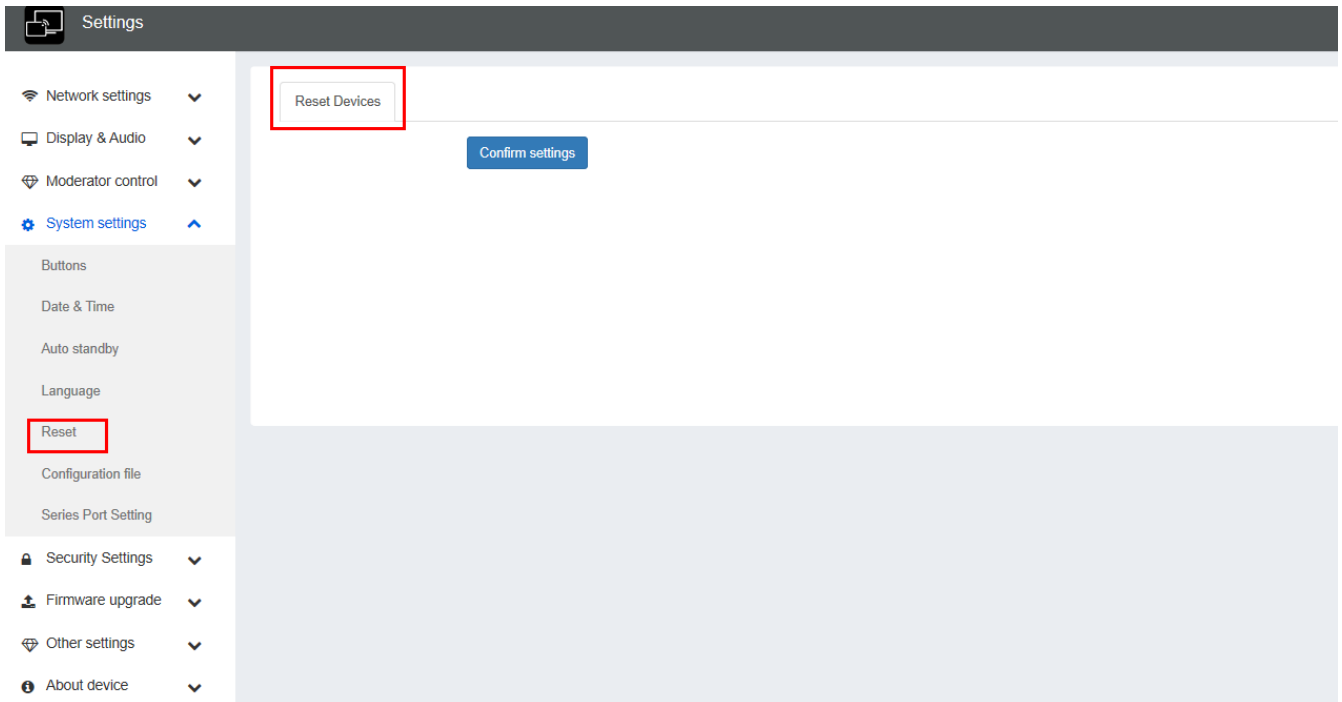 Settings
Network settings
Display & Audio
Moderator control
System settings
Buttons
Date & Time
Auto standby
Language
Reset
Configuration file
Series Port Setting
Security Settings
Firmware upgrade
Other settings
About device
Reset Devices
Confirm settings